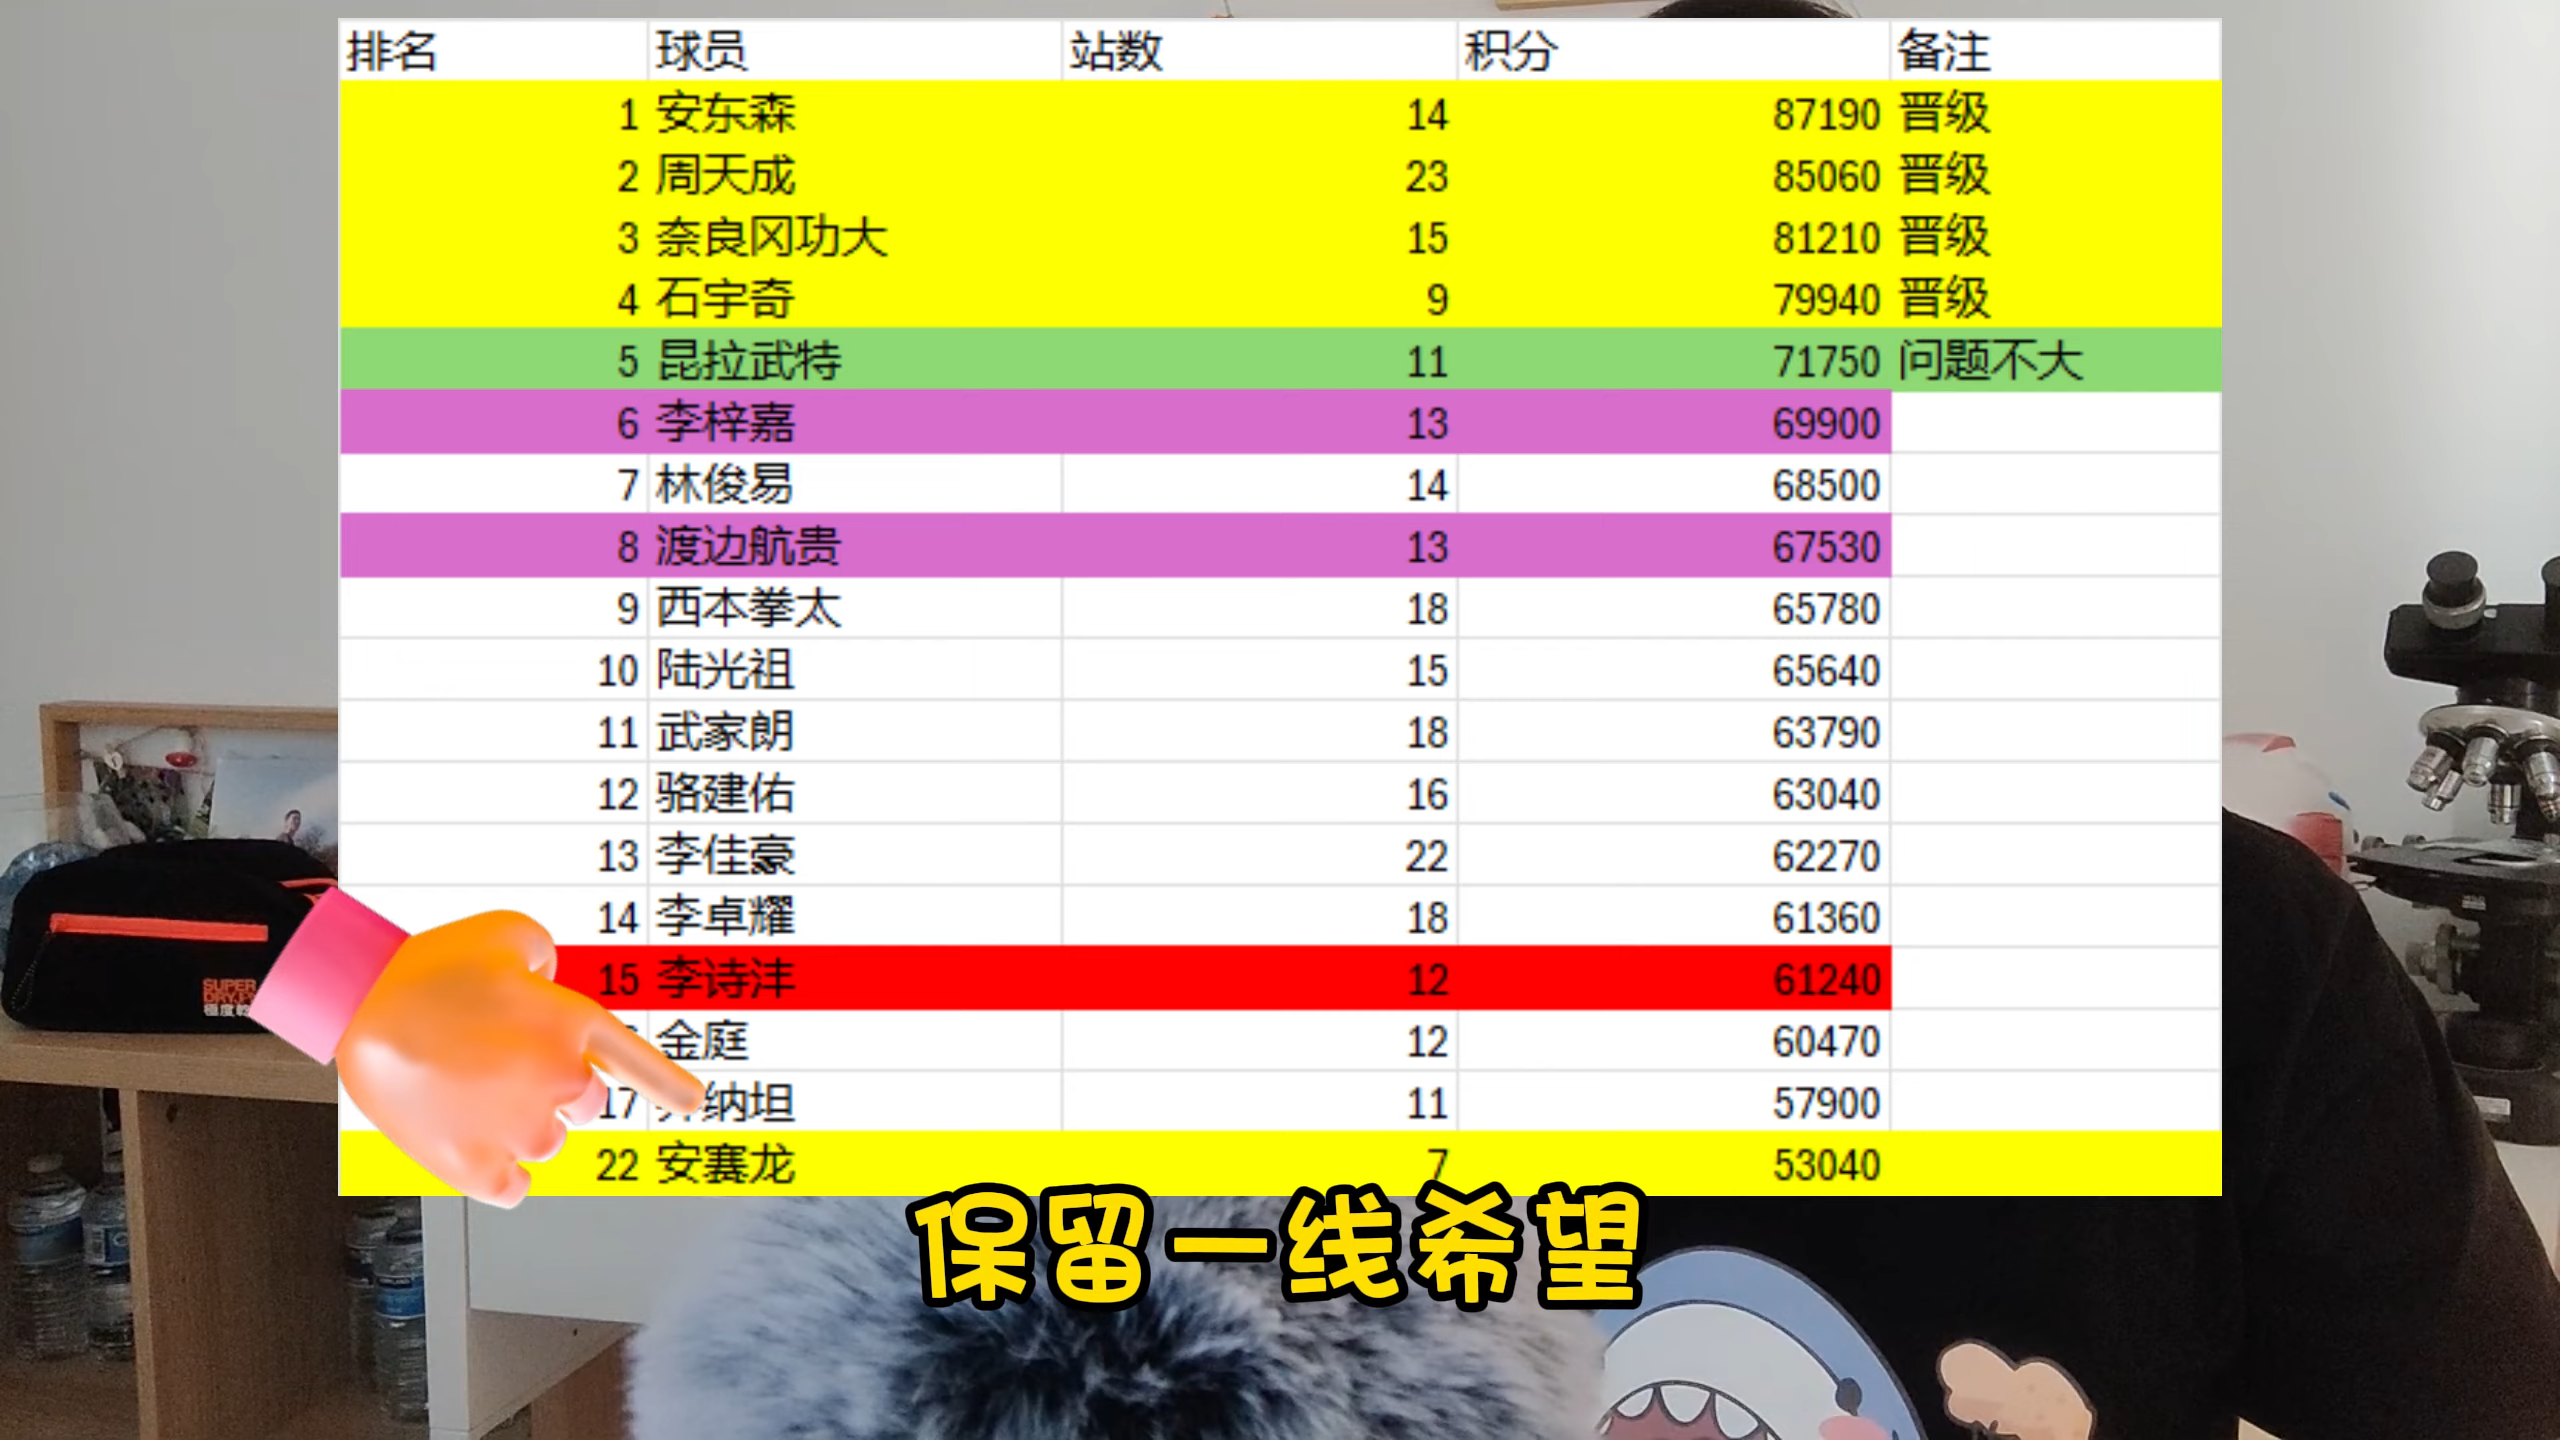 排名 球员 站数 积分 备注
1 安东森 14 87190 晋级
2 周天成 23 85060 晋级
3 奈良冈功大 15 81210 晋级
4 石宇奇 9 79940 晋级
5 昆拉武特 11 71750 问题不大
6 李梓嘉 13 69900
7 林俊易 14 68500
8 渡边航贵 13 67530
9 西本拳太 18 65780
10 陆光祖 15 65640
11 武家朗 18 63790
12 骆建佑 16 63040
13 李佳豪 22 62270
14 李卓耀 18 61360
15 李诗沣 12 61240
金庭 12 60470
17 纳坦 11 57900
22 安赛龙 7 53040
SUPER
DRY
極度
保留一线希望